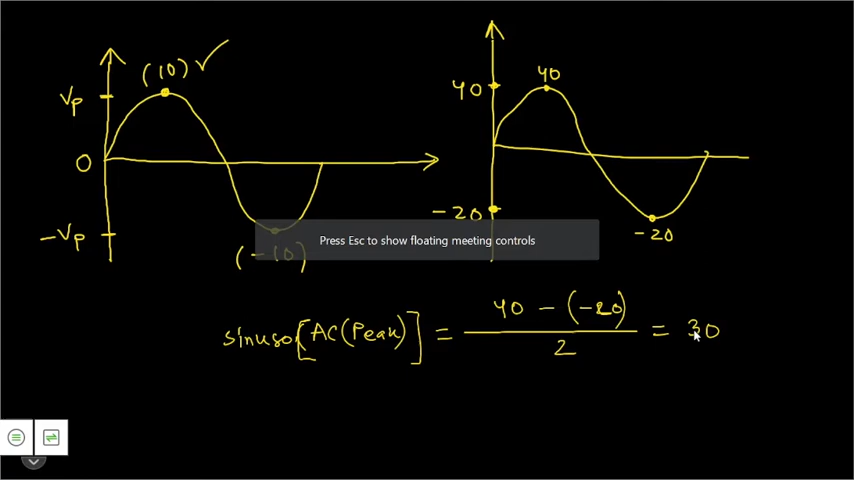 (10) ✓
Vp
0
-Vp
(-10)
40
40
-20
-20
Press Esc to show floating meeting controls
sinuso[AC(Peak)] = 40 - (-20) / 2 = 30